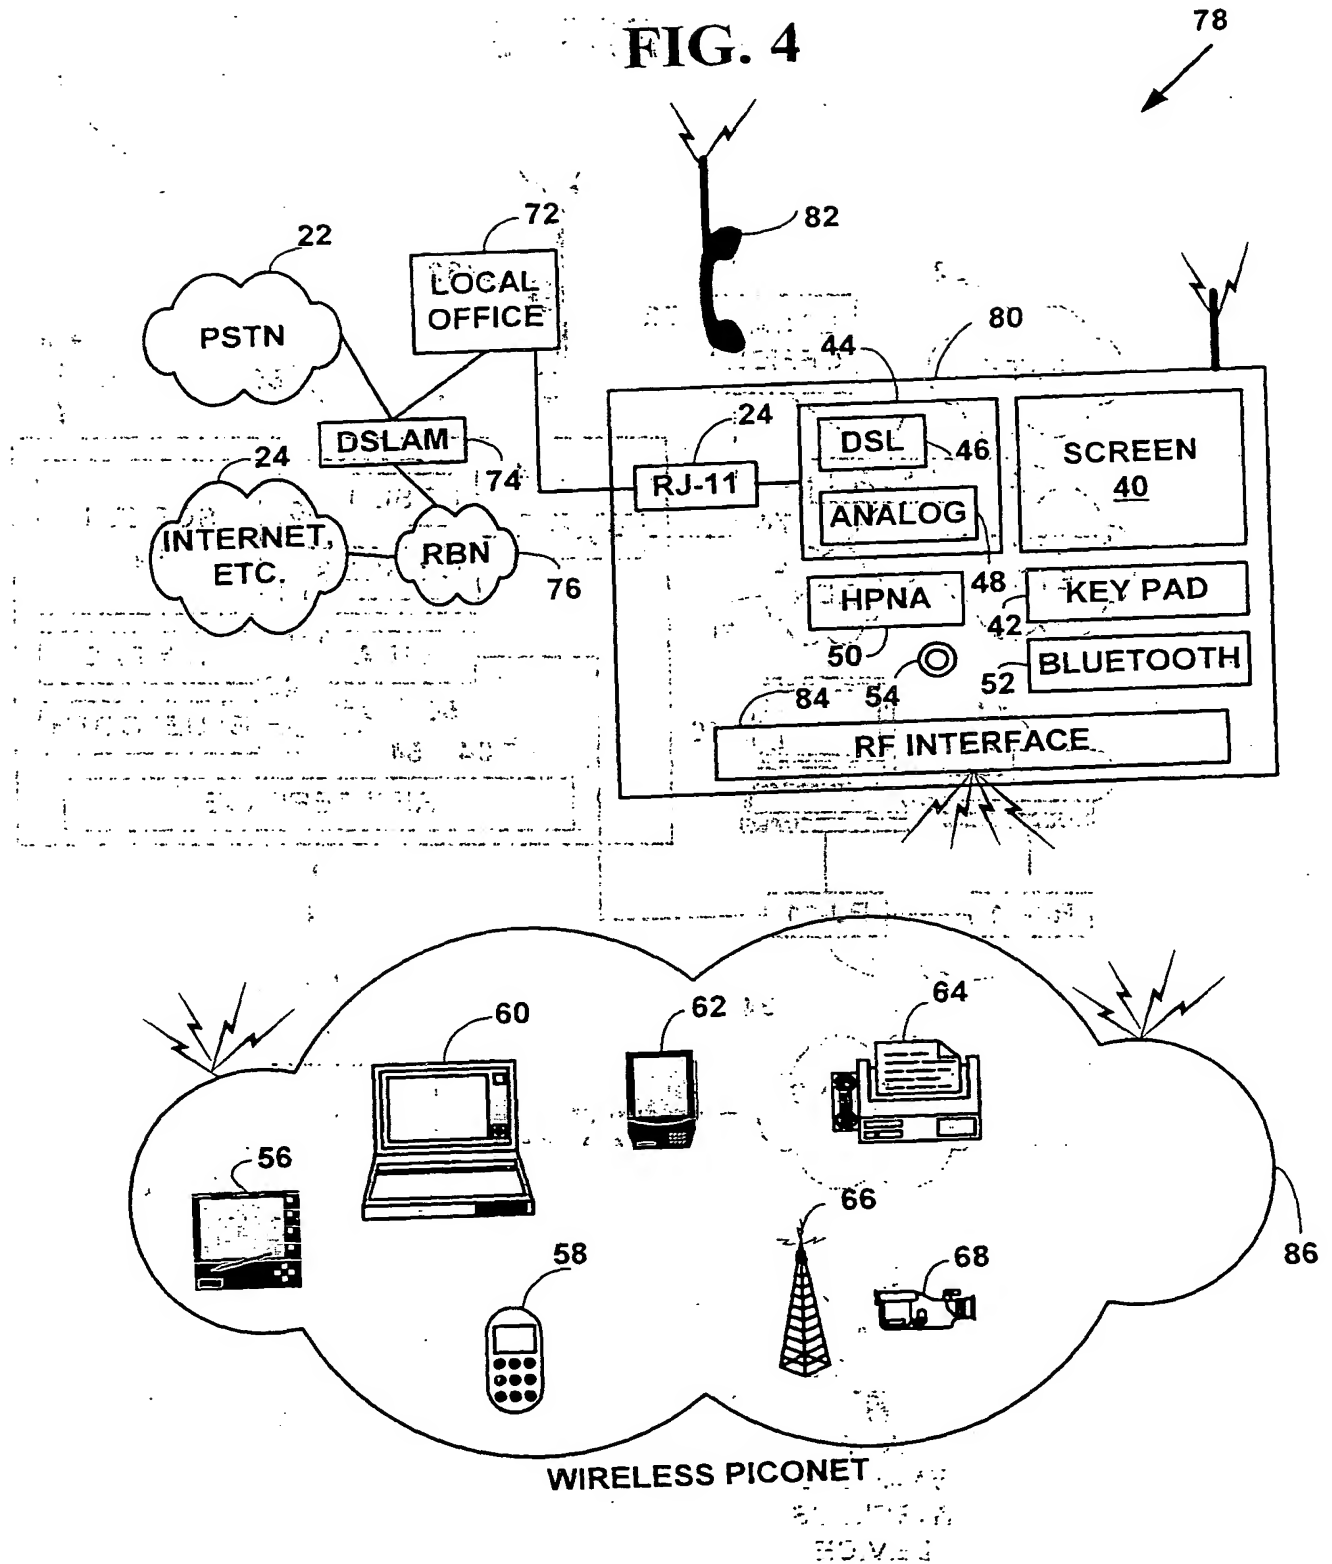 FIG. 4
78
72
82
22
LOCAL
OFFICE
PSTN
80
44
24
DSL
46
SCREEN
40
DSLAM
74
24
RJ-11
ANALOG
INTERNET,
ETC.
RBN
76
48
HPNA
50
KEY PAD
42
BLUETOOTH
52
54
84
RF INTERFACE
60
62
64
56
66
58
68
86
WIRELESS PICONET